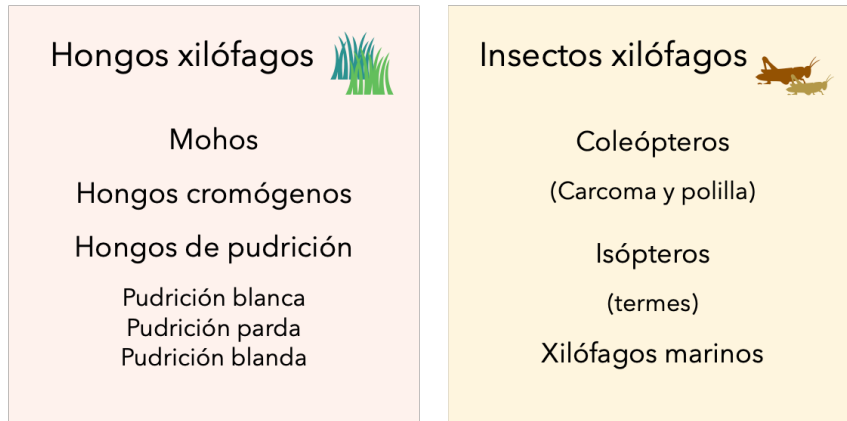 Hongos xilófagos
Mohos
Hongos cromógenos
Hongos de pudrición
Pudrición blanca
Pudrición parda
Pudrición blanda
Insectos xilófagos
Coleópteros
(Carcoma y polilla)
Isópteros
(termes)
Xilófagos marinos